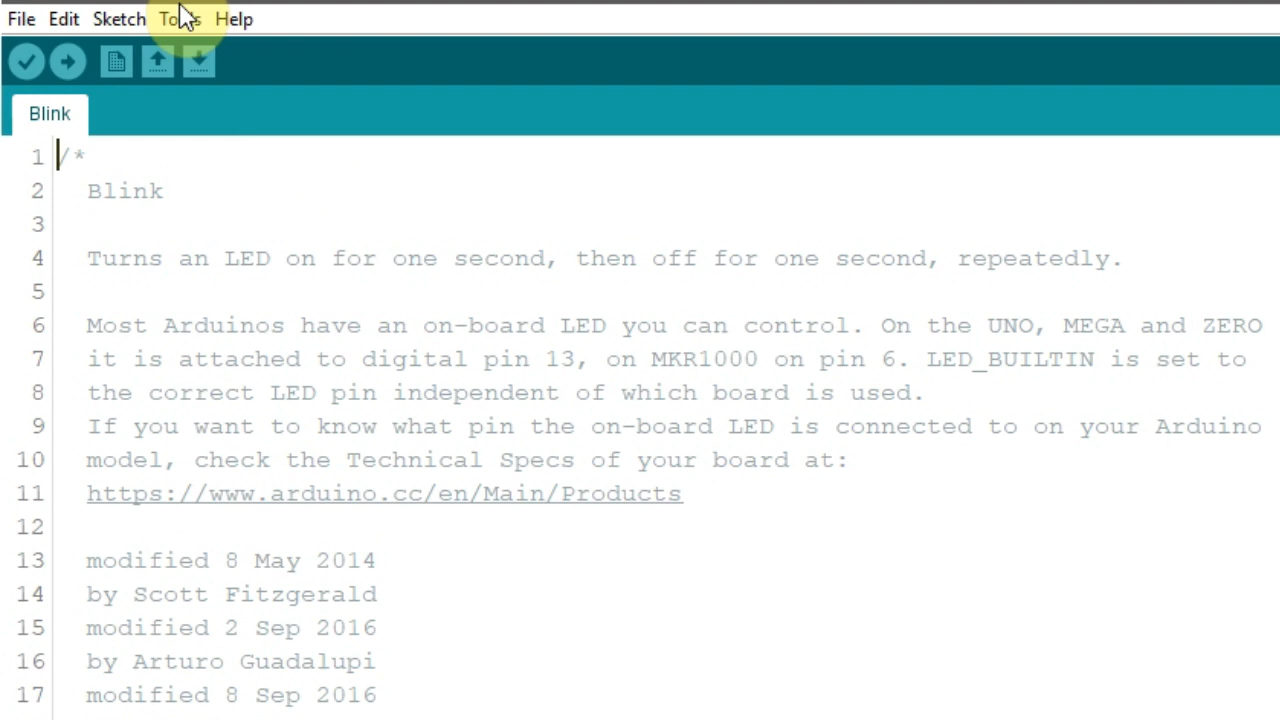 File Edit Sketch Tools Help
Blink
1 /*
2 Blink
3
4 Turns an LED on for one second, then off for one second, repeatedly.
5
6 Most Arduinos have an on-board LED you can control. On the UNO, MEGA and ZERO
7 it is attached to digital pin 13, on MKR1000 on pin 6. LED_BUILTIN is set to
8 the correct LED pin independent of which board is used.
9 If you want to know what pin the on-board LED is connected to on your Arduino
10 model, check the Technical Specs of your board at:
11 https://www.arduino.cc/en/Main/Products
12
13 modified 8 May 2014
14 by Scott Fitzgerald
15 modified 2 Sep 2016
16 by Arturo Guadalupi
17 modified 8 Sep 2016